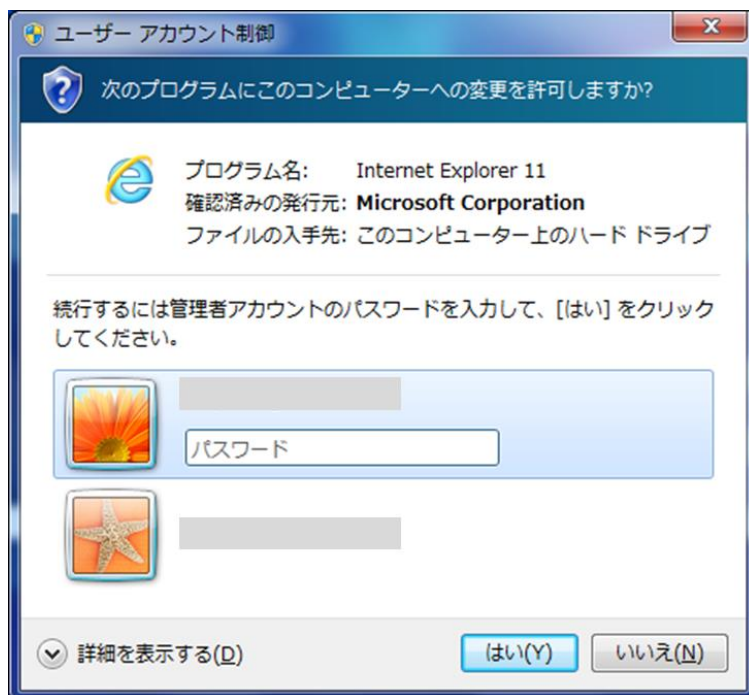 ユーザー アカウント制御
次のプログラムにこのコンピューターへの変更を許可しますか?
プログラム名: Internet Explorer 11
確認済みの発行元: Microsoft Corporation
ファイルの入手先: このコンピューター上のハード ドライブ
続行するには管理者アカウントのパスワードを入力して、[はい] をクリック
してください。
パスワード
詳細を表示する(D) はい(Y) いいえ(N)